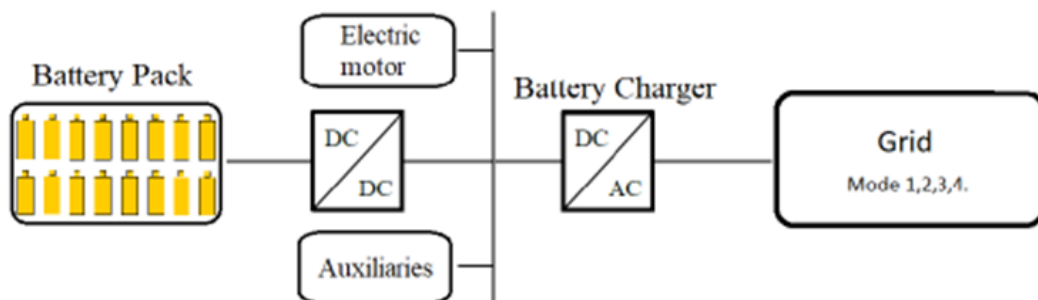 Electric
motor
Battery Pack
Battery Charger
DC
DC
DC
AC
Grid
Mode 1,2,3,4.
Auxiliaries